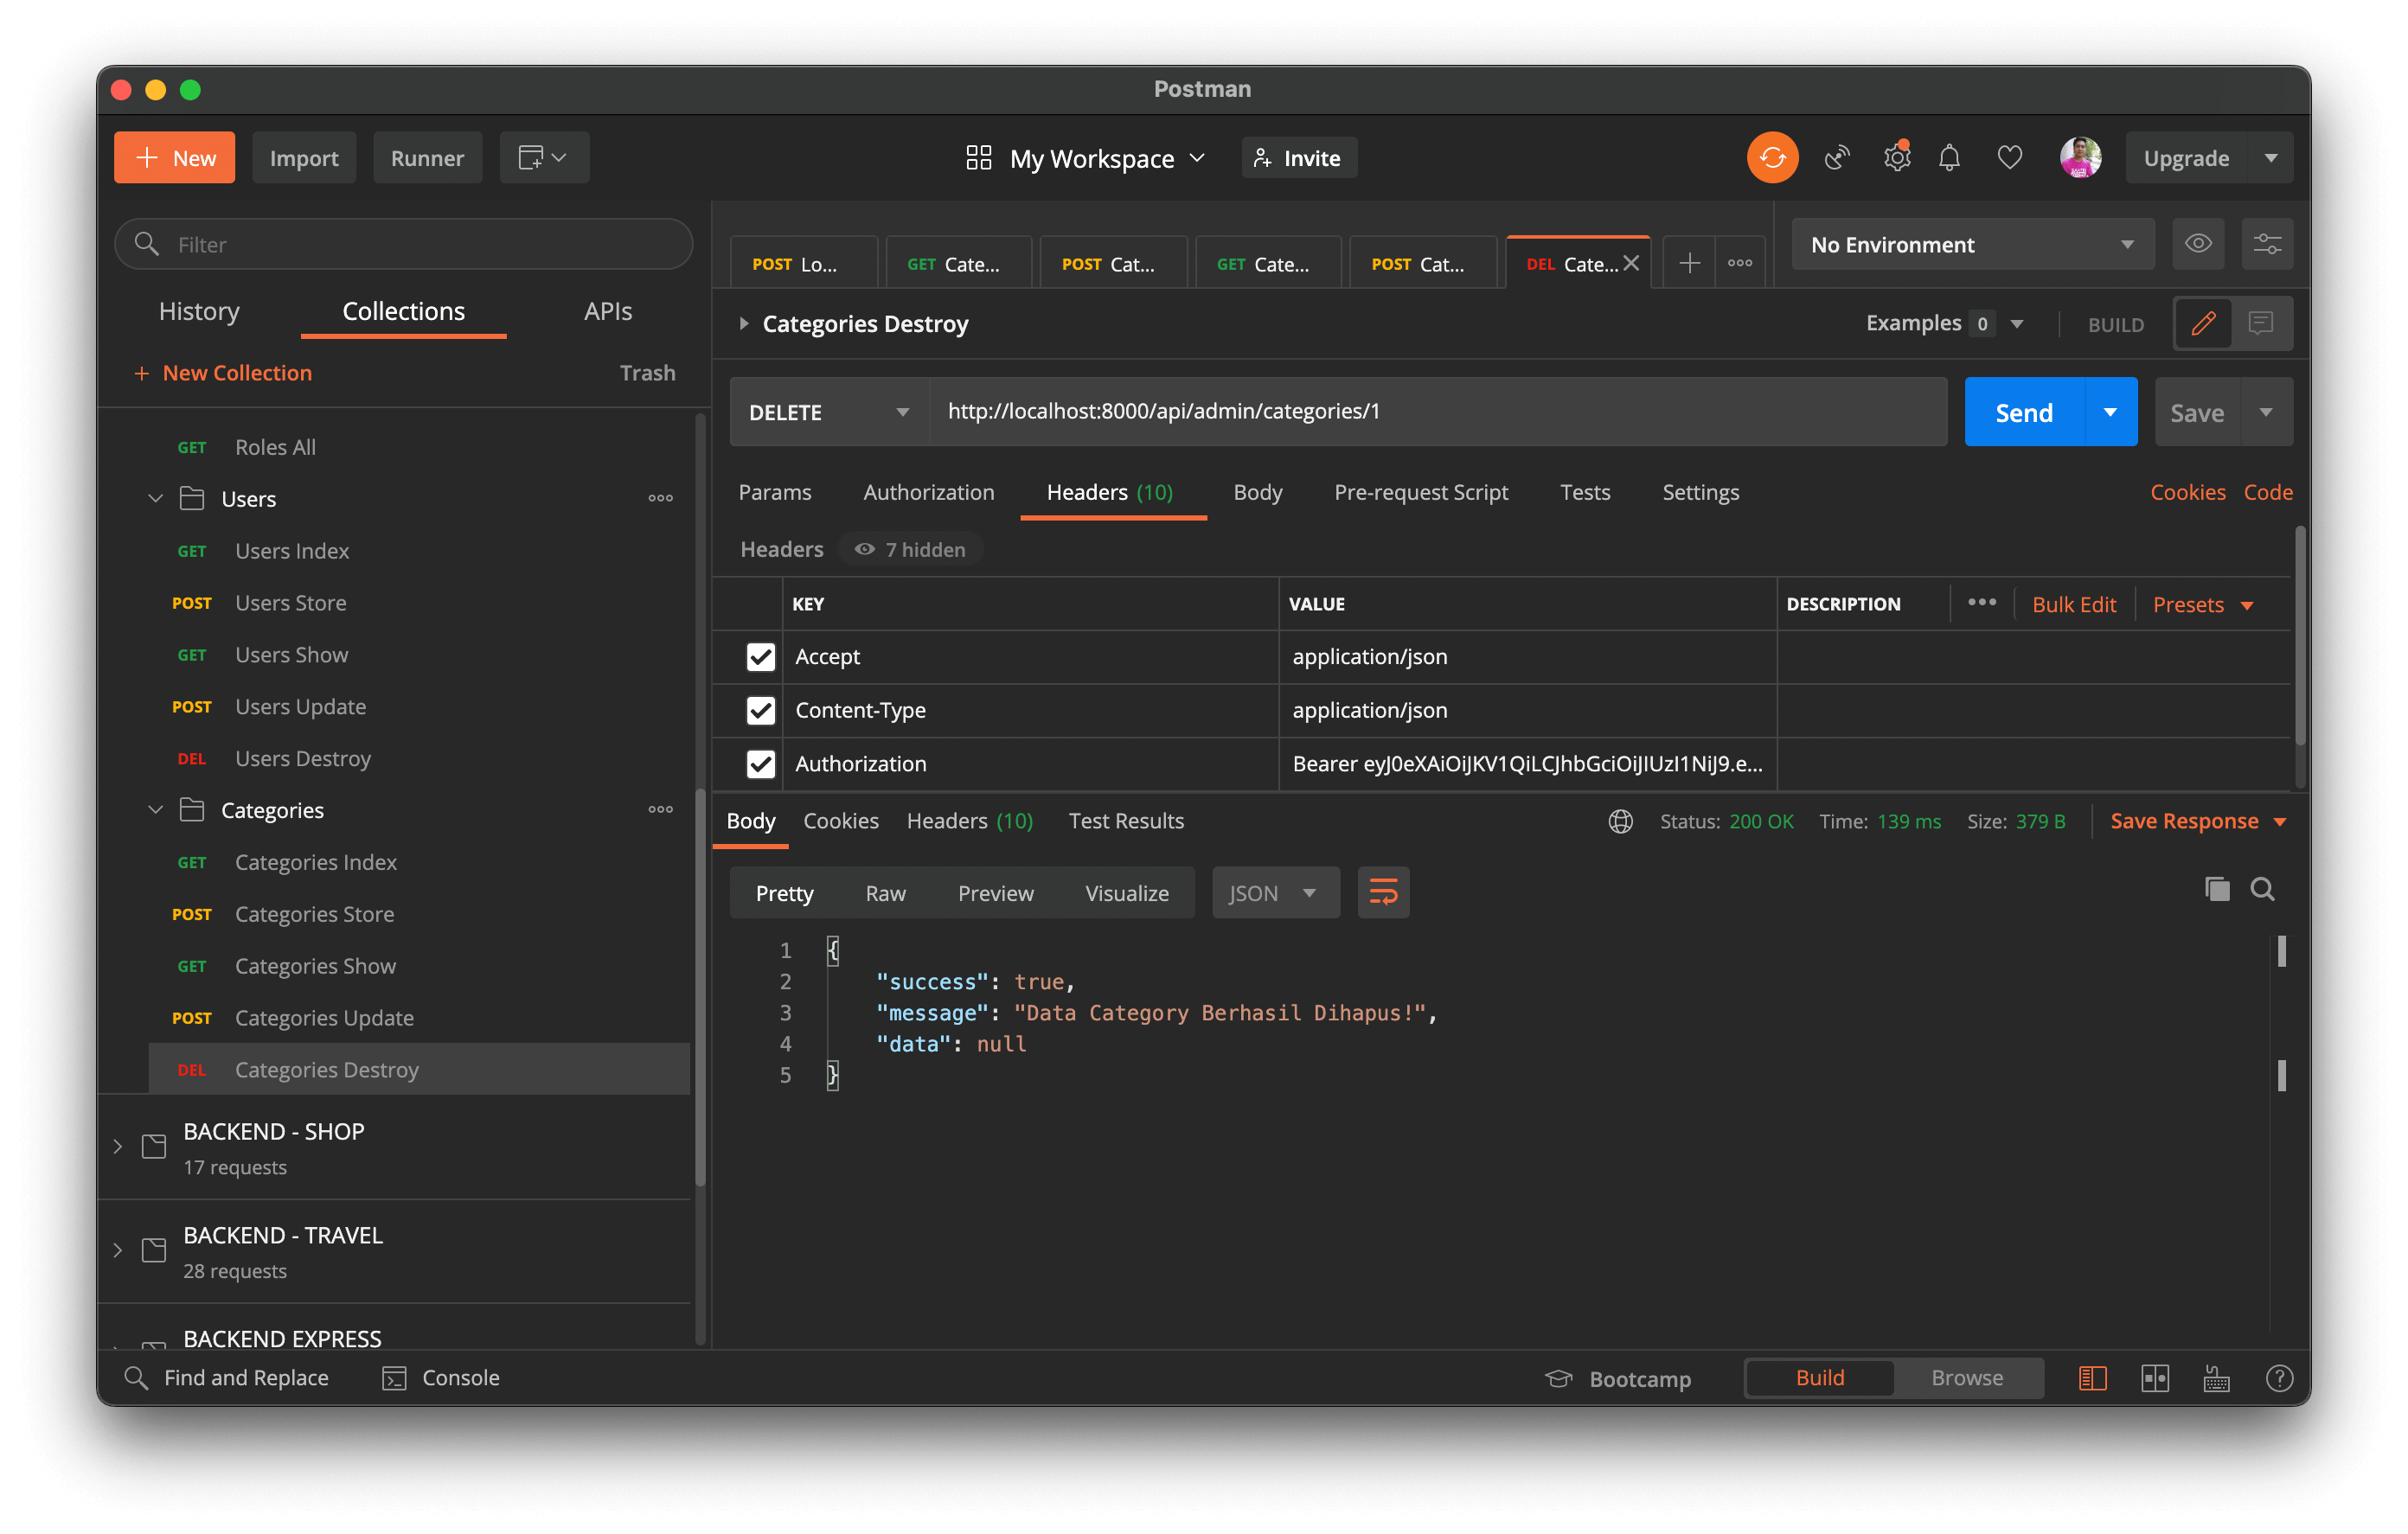 Postman
New
Import
Runner
My Workspace
Invite
Upgrade
Filter
History
Collections
APIs
New Collection
Trash
GET Roles All
Users
GET Users Index
POST Users Store
GET Users Show
POST Users Update
DEL Users Destroy
Categories
GET Categories Index
POST Categories Store
GET Categories Show
POST Categories Update
DEL Categories Destroy
BACKEND - SHOP
17 requests
BACKEND - TRAVEL
28 requests
BACKEND EXPRESS
POST Lo...
GET Cate...
POST Cat...
GET Cate...
POST Cat...
DEL Cate...
No Environment
Categories Destroy
Examples 0
BUILD
DELETE
http://localhost:8000/api/admin/categories/1
Send
Save
Params
Authorization
Headers (10)
Body
Pre-request Script
Tests
Settings
Cookies
Code
Headers
7 hidden
KEY
VALUE
DESCRIPTION
Bulk Edit
Presets
Accept
application/json
Content-Type
application/json
Authorization
Bearer eyJ0eXAiOiJKV1QiLCJhbGciOiJIUzI1NiJ9.e...
Body
Cookies
Headers (10)
Test Results
Status: 200 OK
Time: 139 ms
Size: 379 B
Save Response
Pretty
Raw
Preview
Visualize
JSON
1 {
2 "success": true,
3 "message": "Data Category Berhasil Dihapus!",
4 "data": null
5 }
Find and Replace
Console
Bootcamp
Build
Browse